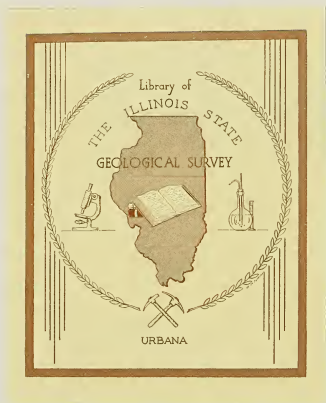 Library of
THE ILLINOIS STATE
GEOLOGICAL SURVEY
URBANA